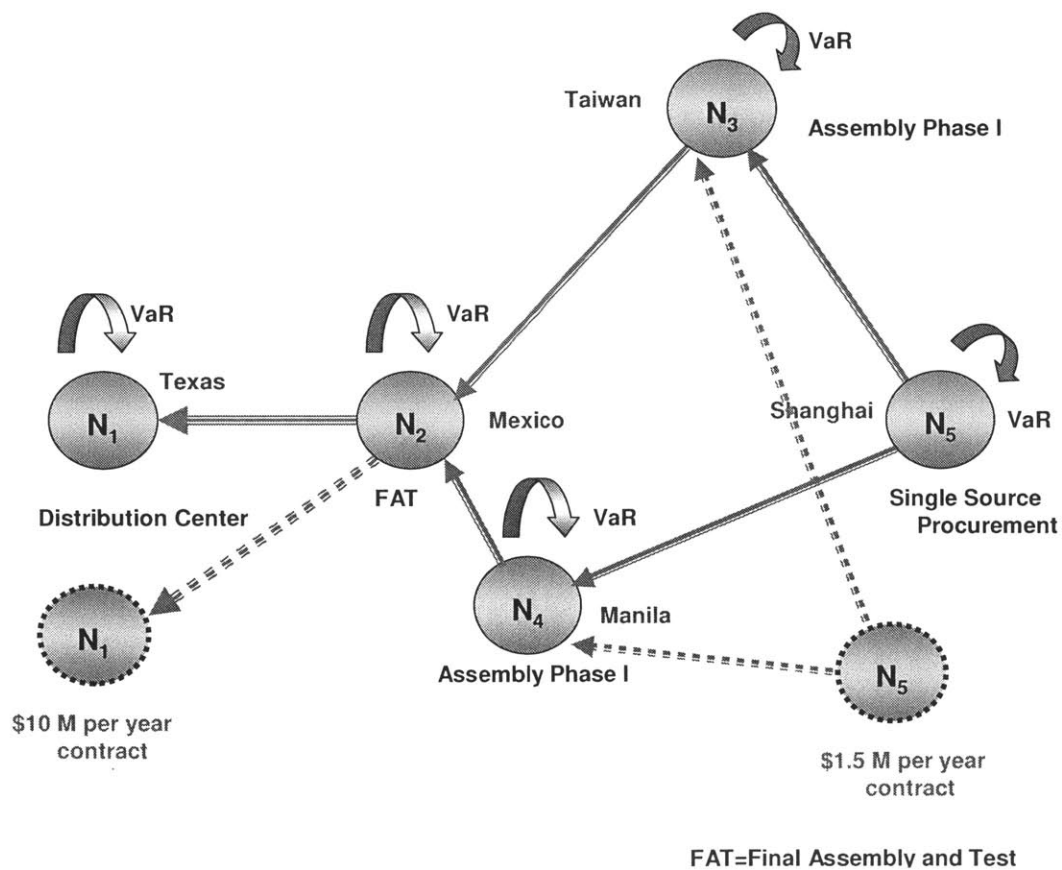 VaR
Taiwan
N3
Assembly Phase I
VaR
VaR
Texas
N1
N2
Mexico
Shanghai
N5
VaR
Distribution Center
FAT
VaR
Single Source
Procurement
N1
N4
Manila
Assembly Phase I
N5
$10 M per year
contract
$1.5 M per year
contract
FAT=Final Assembly and Test